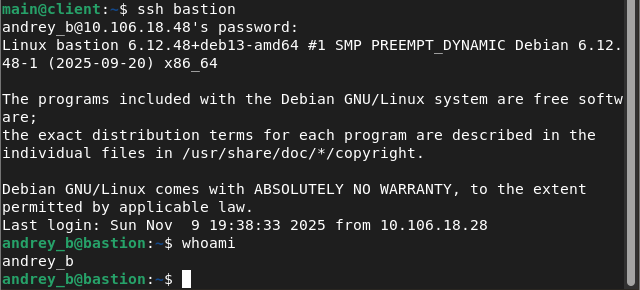 main@client:~$ ssh bastion
andrey_b@10.106.18.48's password:
Linux bastion 6.12.48+deb13-amd64 #1 SMP PREEMPT_DYNAMIC Debian 6.12.
48-1 (2025-09-20) x86_64

The programs included with the Debian GNU/Linux system are free softw
are;
the exact distribution terms for each program are described in the
individual files in /usr/share/doc/*/copyright.

Debian GNU/Linux comes with ABSOLUTELY NO WARRANTY, to the extent
permitted by applicable law.
Last login: Sun Nov  9 19:38:33 2025 from 10.106.18.28
andrey_b@bastion:~$ whoami
andrey_b
andrey_b@bastion:~$